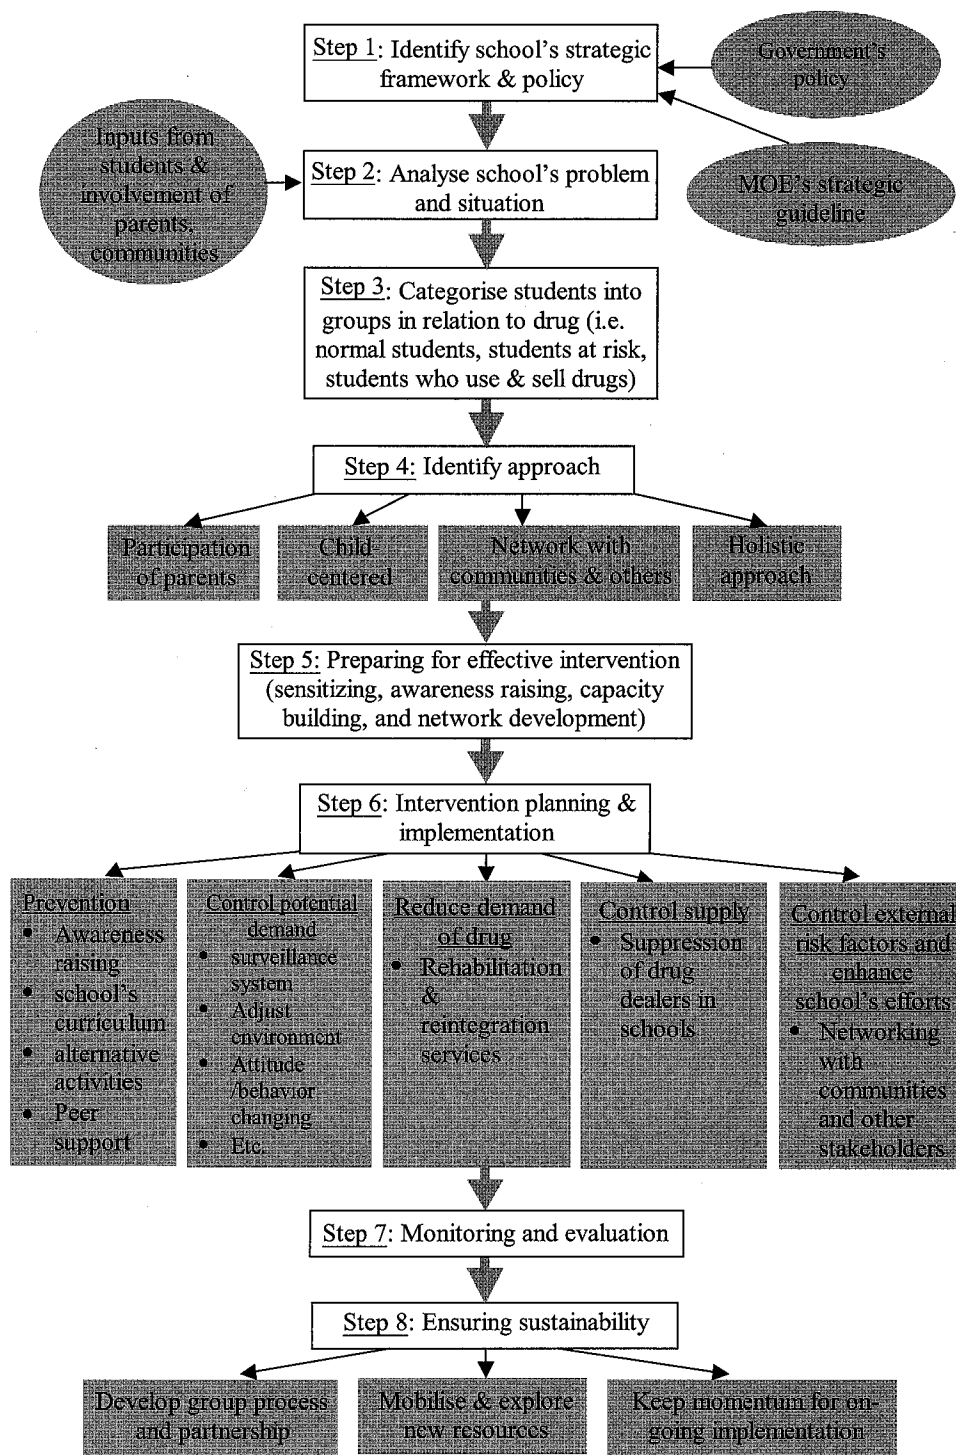 Step 1: Identify school's strategic
framework & policy
Government's
policy
Inputs from
students &
involvement of
parents,
communities
Step 2: Analyse school's problem
and situation
MOE's strategic
guideline
Step 3: Categorise students into
groups in relation to drug (i.e.
normal students, students at risk,
students who use & sell drugs)
Step 4: Identify approach
Participation
of parents
Child-
centered
Network with
communities & others
Holistic
approach
Step 5: Preparing for effective intervention
(sensitizing, awareness raising, capacity
building, and network development)
Step 6: Intervention planning &
implementation
Prevention
• Awareness
raising
• school's
curriculum
• alternative
activities
• Peer
support
Control potential
demand
• surveillance
system
• Adjust
environment
• Attitude
/behavior
changing
• Etc.
Reduce demand
of drug
• Rehabilitation
&
reintegration
services
Control supply
• Suppression
of drug
dealers in
schools
Control external
risk factors and
enhance
school's efforts
• Networking
with
communities
and other
stakeholders
Step 7: Monitoring and evaluation
Step 8: Ensuring sustainability
Develop group process
and partnership
Mobilise & explore
new resources
Keep momentum for on-
going implementation